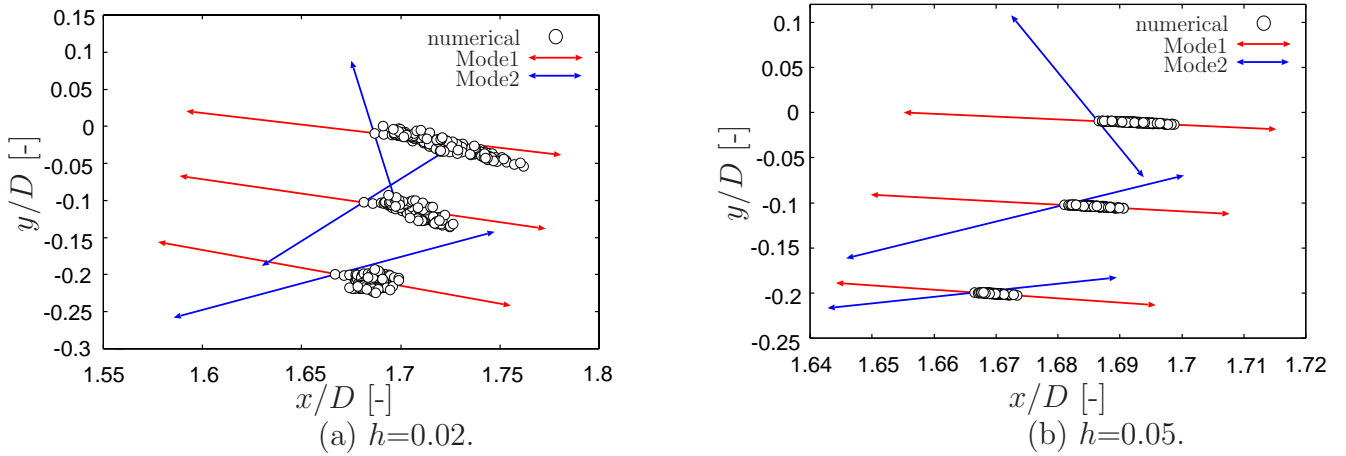 0.15
0.1
0.05
0
-0.05
-0.1
-0.15
-0.2
-0.25
-0.3
y/D [-]
numerical
Mode1
Mode2
1.55 1.6 1.65 1.7 1.75 1.8
x/D [-]
(a) h=0.02.
0.1
0.05
0
-0.05
-0.1
-0.15
-0.2
-0.25
y/D [-]
numerical
Mode1
Mode2
1.64 1.65 1.66 1.67 1.68 1.69 1.7 1.71 1.72
x/D [-]
(b) h=0.05.